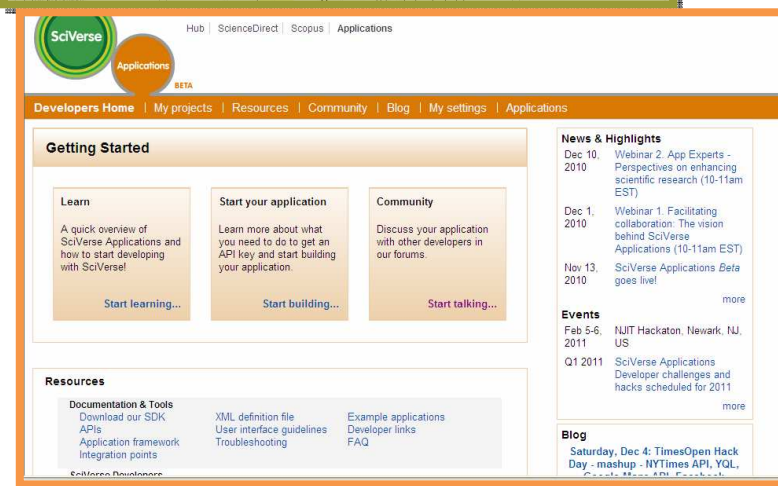 SciVerse
Hub | ScienceDirect | Scopus | Applications
Applications
BETA
Developers Home | My projects | Resources | Community | Blog | My settings | Applications
Getting Started
Learn
A quick overview of
SciVerse Applications and
how to start developing
with SciVerse!
Start learning...
Start your application
Learn more about what
you need to do to get an
API key and start building
your application.
Start building...
Community
Discuss your application
with other developers in
our forums.
Start talking...
Resources
Documentation & Tools
Download our SDK
APIs
Application framework
Integration points
XML definition file
User interface guidelines
Troubleshooting
Example applications
Developer links
FAQ
SciVerse Developers
News & Highlights
Dec 10, 2010
Webinar 2. App Experts -
Perspectives on enhancing
scientific research (10-11am
EST)
Dec 1, 2010
Webinar 1. Facilitating
collaboration: The vision
behind SciVerse
Applications (10-11am EST)
Nov 13, 2010
SciVerse Applications Beta
goes live!
more
Events
Feb 5-6, 2011
NJIT Hackaton, Newark, NJ,
US
Q1 2011
SciVerse Applications
Developer challenges and
hacks scheduled for 2011
more
Blog
Saturday, Dec 4: TimesOpen Hack
Day - mashup - NYTimes API, YQL,
Google Maps API, Facebook